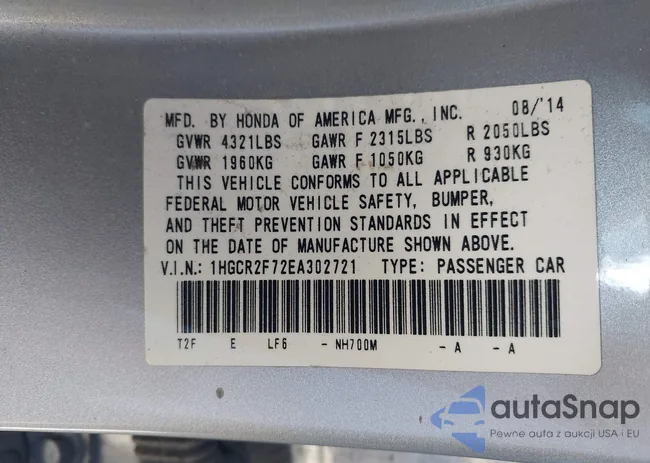 MFD. BY HONDA OF AMERICA MFG., INC. 08/'14
GVWR 4321LBS GAWR F 2315LBS R 2050LBS
GVWR 1960KG GAWR F 1050KG R 930KG
THIS VEHICLE CONFORMS TO ALL APPLICABLE
FEDERAL MOTOR VEHICLE SAFETY, BUMPER,
AND THEFT PREVENTION STANDARDS IN EFFECT
ON THE DATE OF MANUFACTURE SHOWN ABOVE.
V.I.N.: 1HGCR2F72EA302721 TYPE: PASSENGER CAR
T2F E LF6 - NH700M - A - A
autaSnap
Pewne auta z aukcji USA i EU